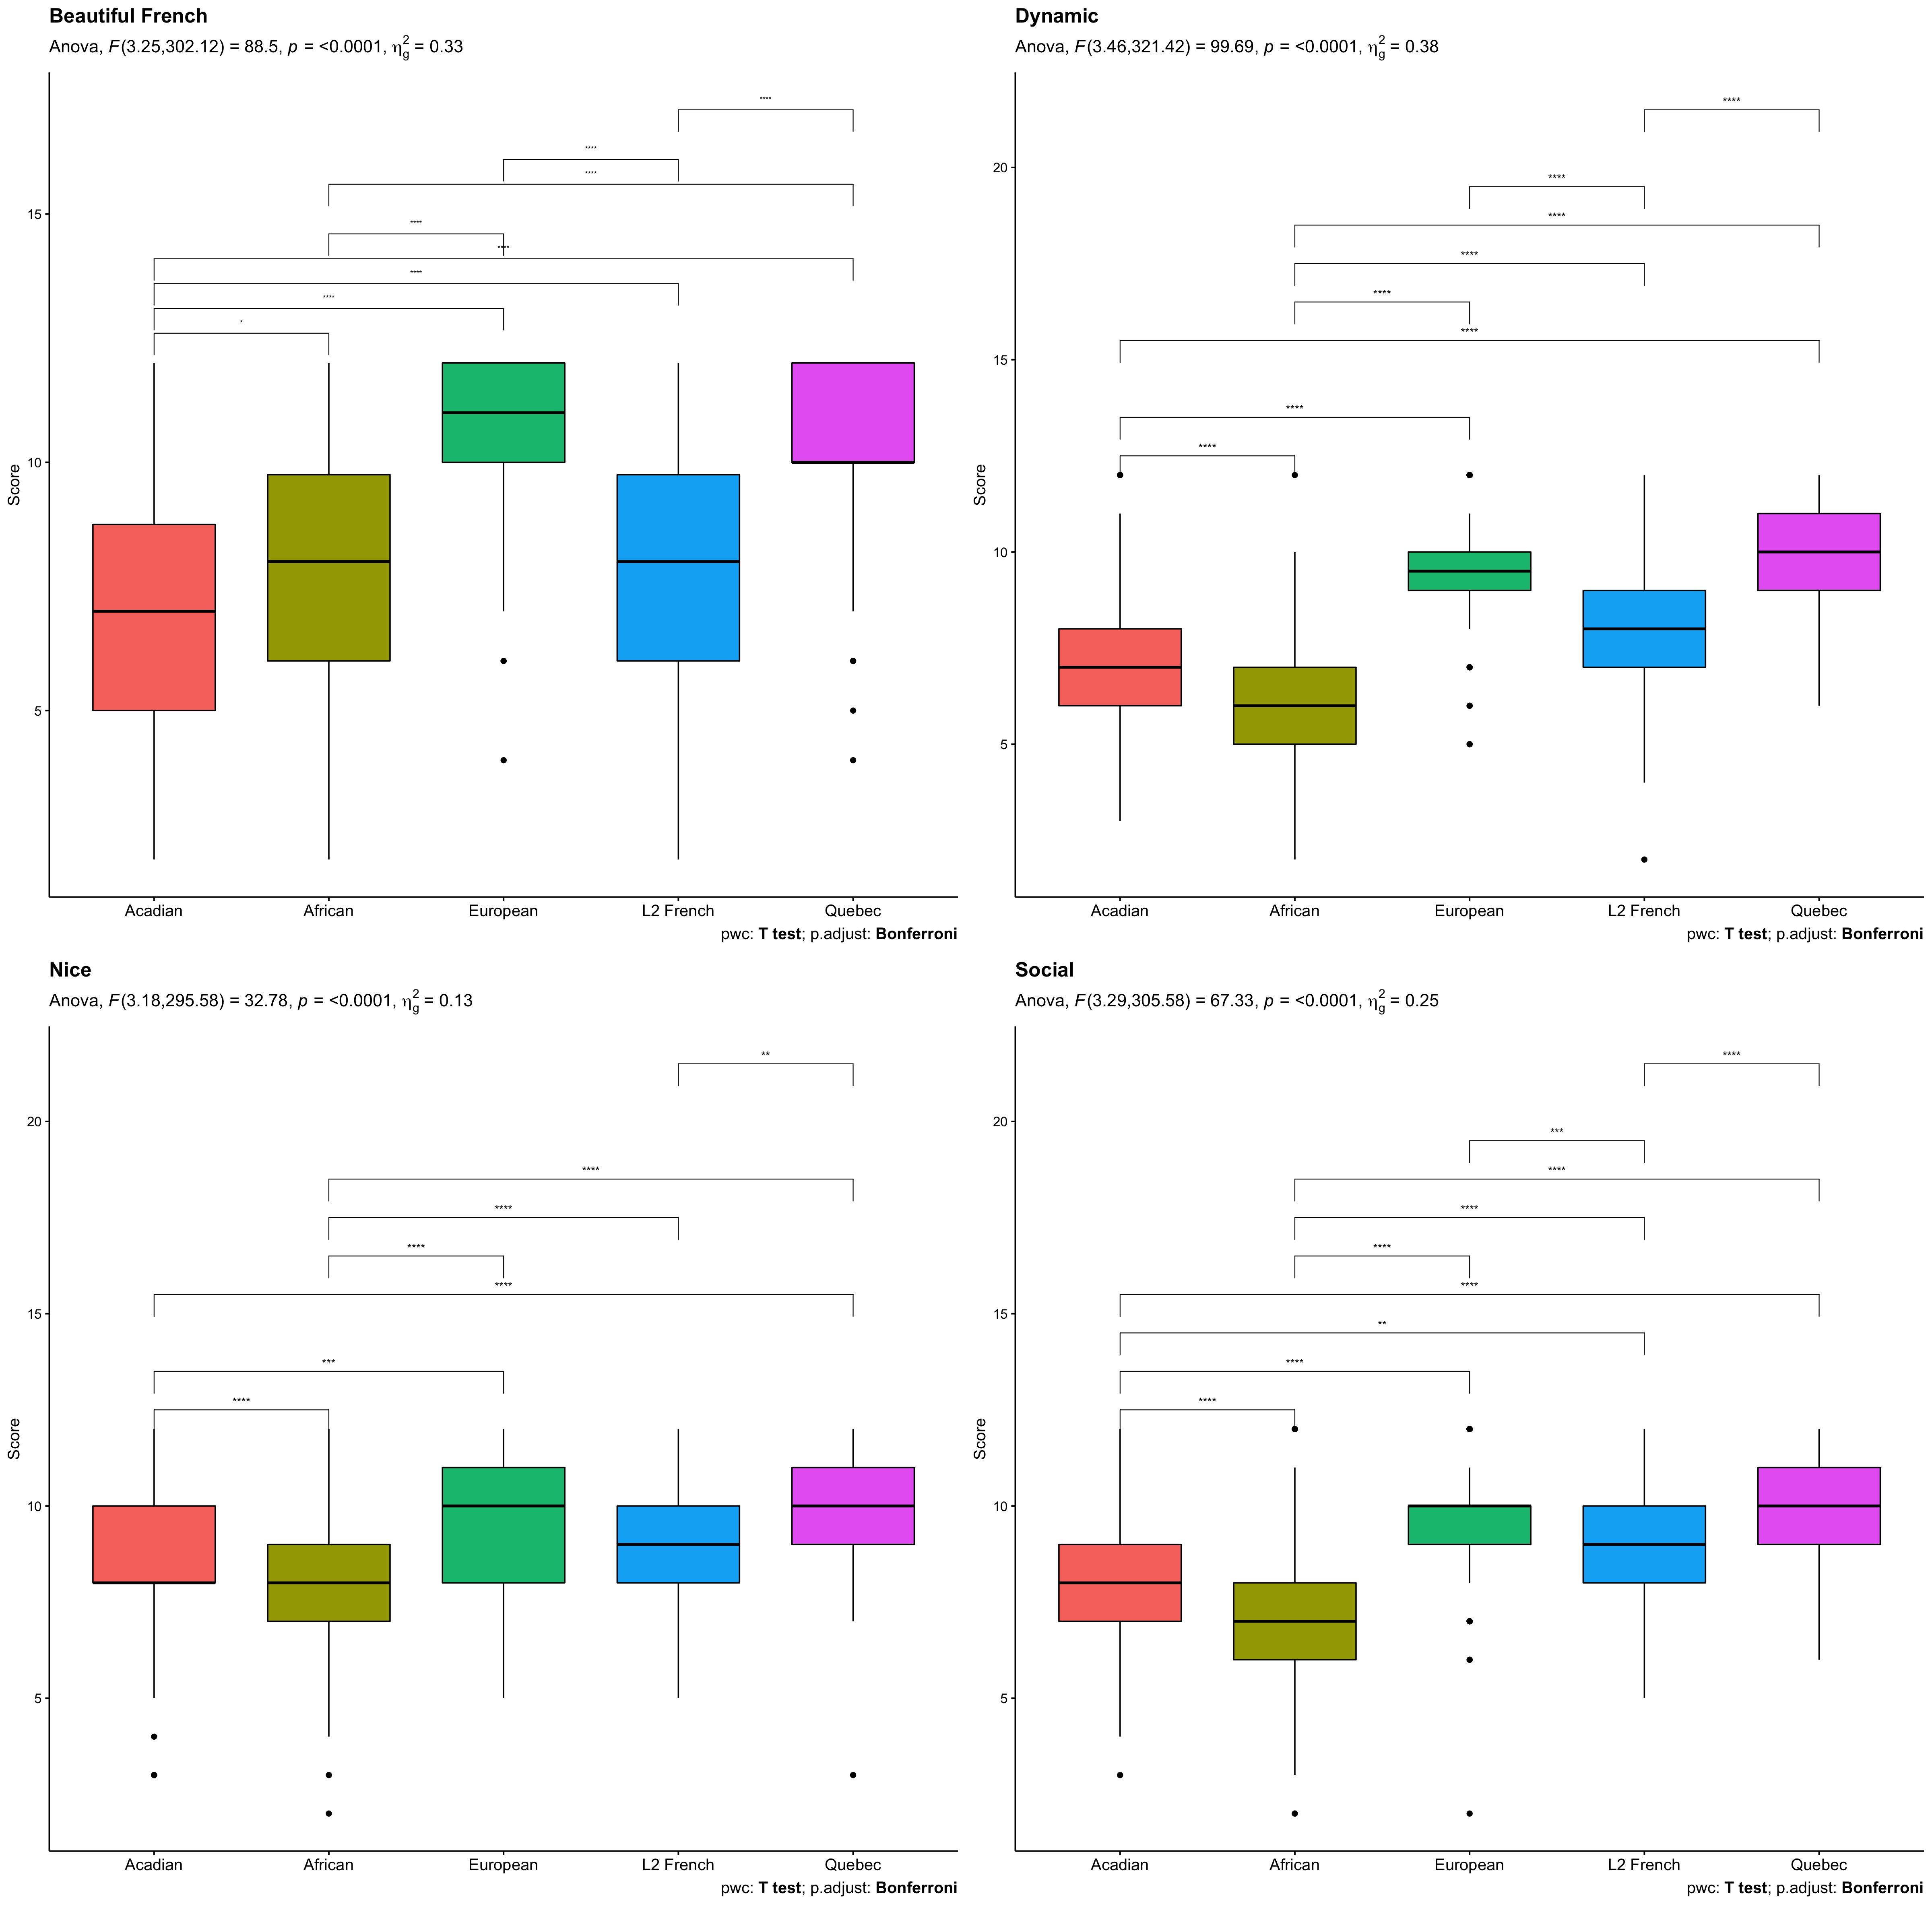 Beautiful French
Anova, F(3.25,302.12) = 88.5, p = <0.0001, η²g = 0.33
****
****
****
****
****
****
****
*
15
10
5
Score
Acadian African European L2 French Quebec
pwc: T test; p.adjust: Bonferroni
Dynamic
Anova, F(3.46,321.42) = 99.69, p = <0.0001, η²g = 0.38
****
****
****
****
****
****
****
****
20
15
10
5
Score
Acadian African European L2 French Quebec
pwc: T test; p.adjust: Bonferroni
Nice
Anova, F(3.18,295.58) = 32.78, p = <0.0001, η²g = 0.13
**
****
****
****
****
***
****
20
15
10
5
Score
Acadian African European L2 French Quebec
pwc: T test; p.adjust: Bonferroni
Social
Anova, F(3.29,305.58) = 67.33, p = <0.0001, η²g = 0.25
****
***
****
****
****
****
**
****
****
20
15
10
5
Score
Acadian African European L2 French Quebec
pwc: T test; p.adjust: Bonferroni